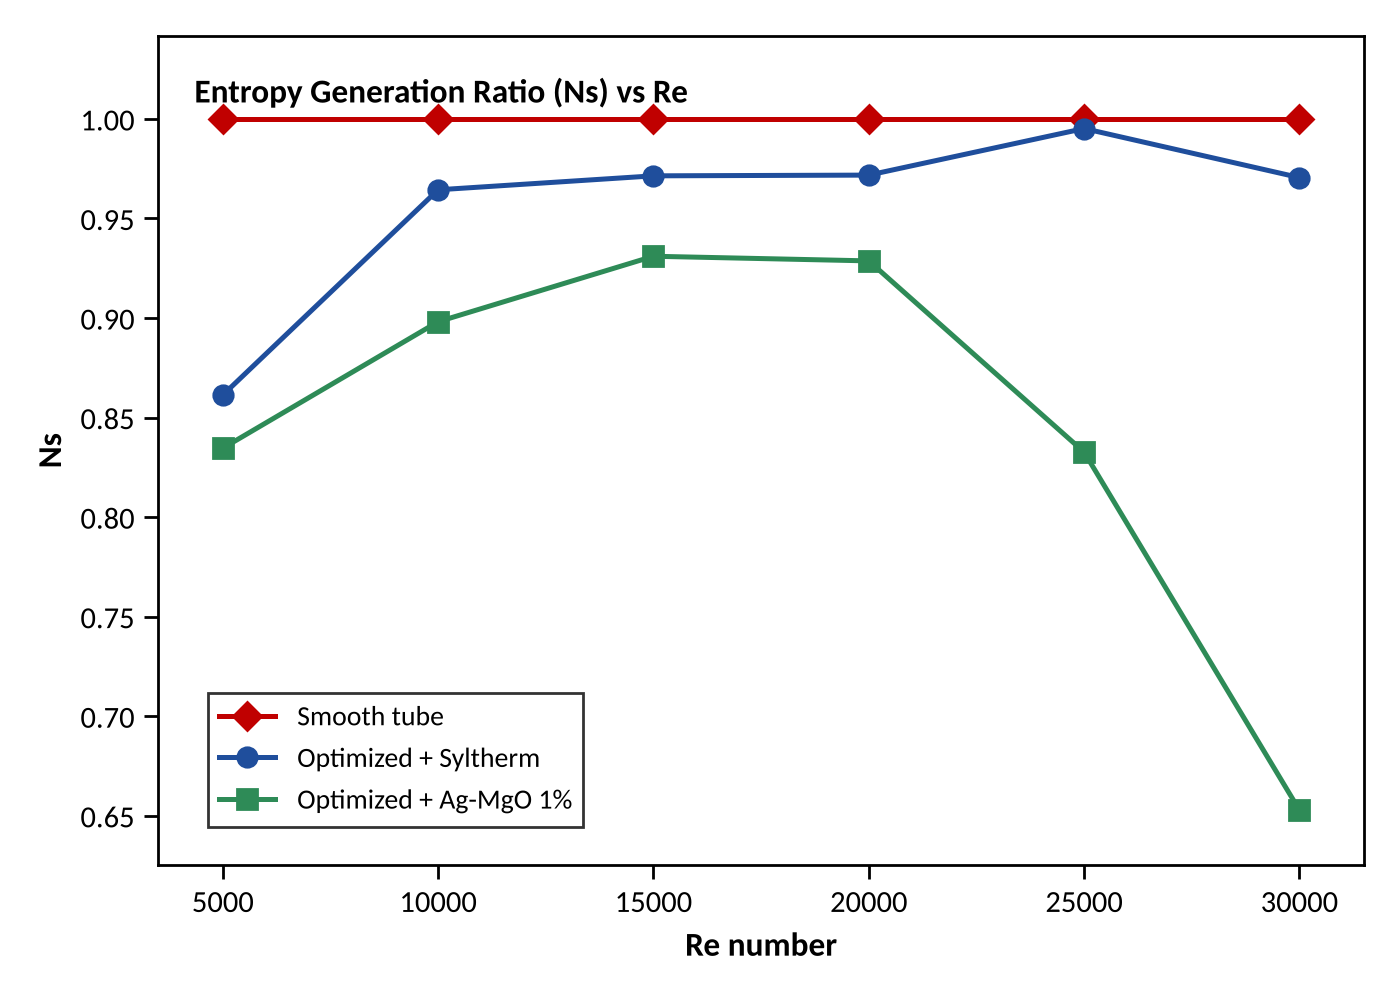 Entropy Generation Ratio (Ns) vs Re
1.00
0.95
0.90
0.85
0.80
0.75
0.70
0.65
Ns
Smooth tube
Optimized + Syltherm
Optimized + Ag-MgO 1%
5000 10000 15000 20000 25000 30000
Re number